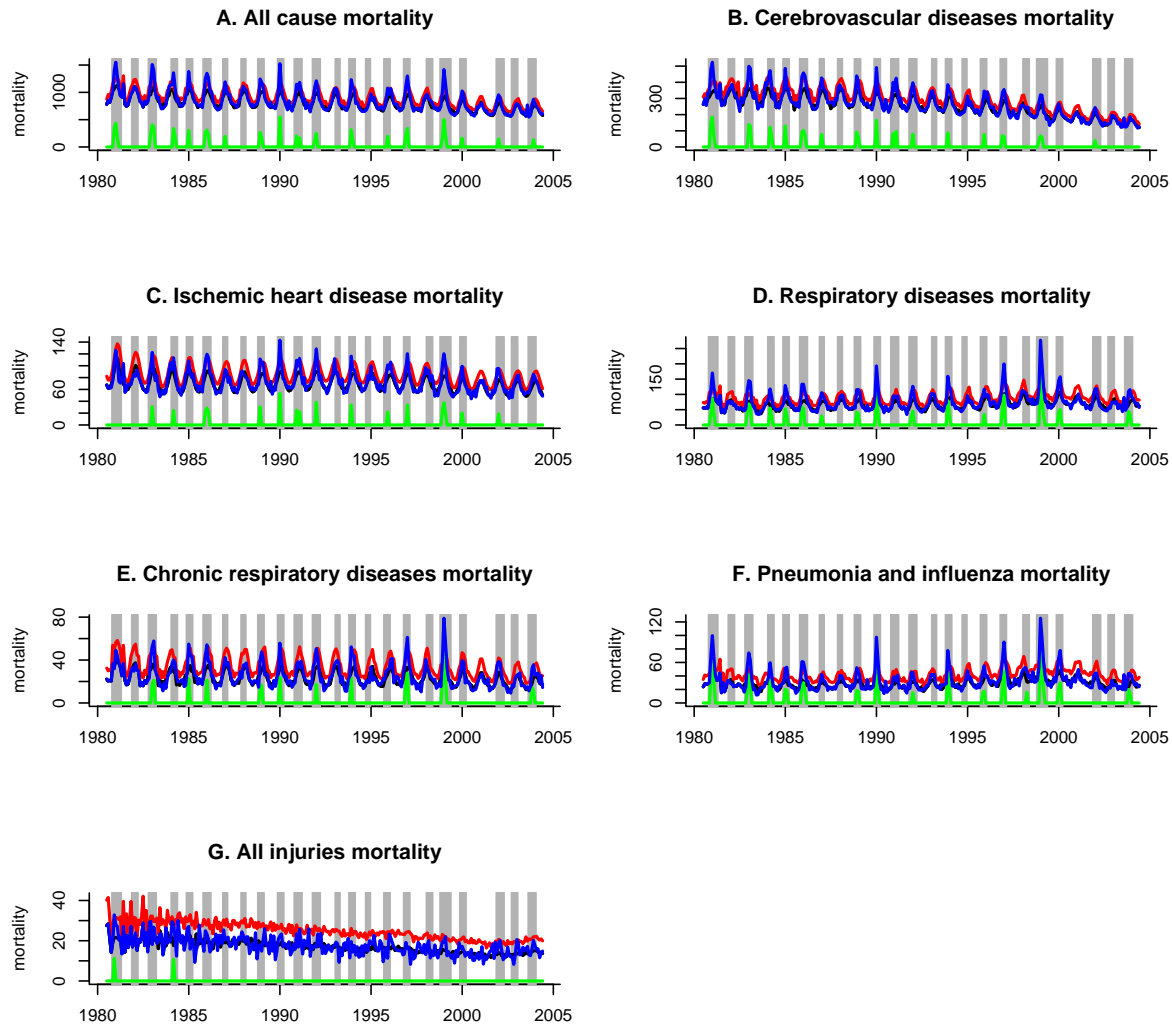 A. All cause mortality
mortality
0 1000
1980 1985 1990 1995 2000 2005
B. Cerebrovascular diseases mortality
mortality
0 300
1980 1985 1990 1995 2000 2005
C. Ischemic heart disease mortality
mortality
0 60 140
1980 1985 1990 1995 2000 2005
D. Respiratory diseases mortality
mortality
0 150
1980 1985 1990 1995 2000 2005
E. Chronic respiratory diseases mortality
mortality
0 40 80
1980 1985 1990 1995 2000 2005
F. Pneumonia and influenza mortality
mortality
0 60 120
1980 1985 1990 1995 2000 2005
G. All injuries mortality
mortality
0 20 40
1980 1985 1990 1995 2000 2005